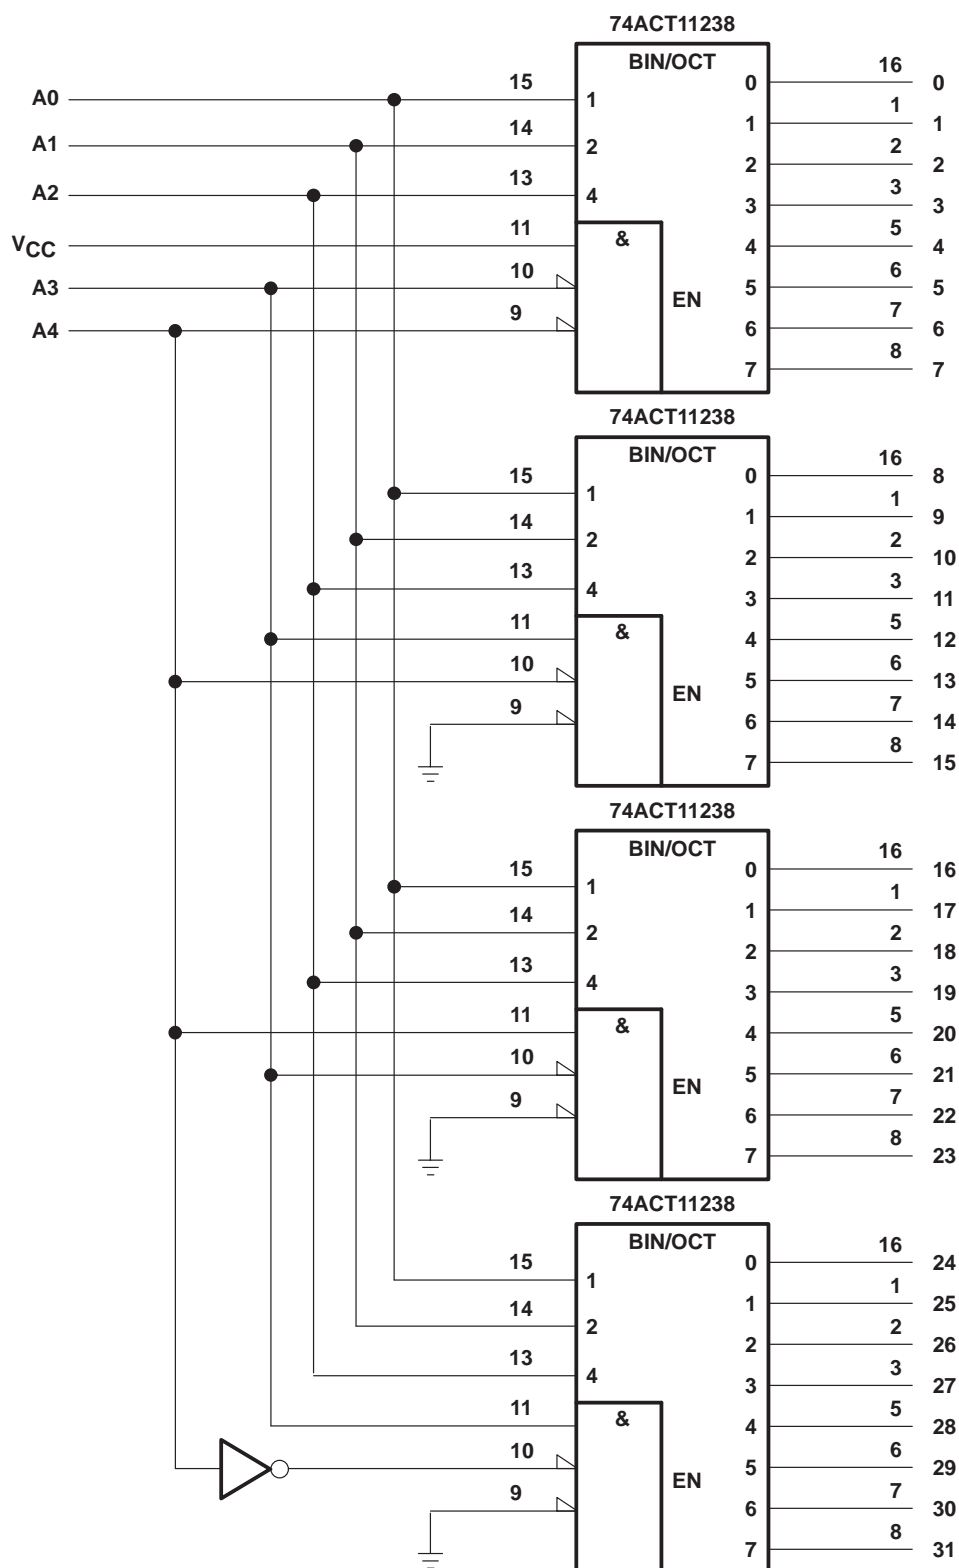 74ACT11238
BIN/OCT
A0 15 1 0 16 0
A1 14 2 1 1 1
A2 13 4 2 2 2
3 3 3
VCC 11 & 4 5 4
A3 10 EN 5 6 5
A4 9 6 7 6
7 8 7
74ACT11238
BIN/OCT
15 1 0 16 8
14 2 1 1 9
13 4 2 2 10
3 3 11
11 & 4 5 12
10 EN 5 6 13
9 6 7 14
7 8 15
74ACT11238
BIN/OCT
15 1 0 16 16
14 2 1 1 17
13 4 2 2 18
3 3 19
11 & 4 5 20
10 EN 5 6 21
9 6 7 22
7 8 23
74ACT11238
BIN/OCT
15 1 0 16 24
14 2 1 1 25
13 4 2 2 26
3 3 27
11 & 4 5 28
10 EN 5 6 29
9 6 7 30
7 8 31